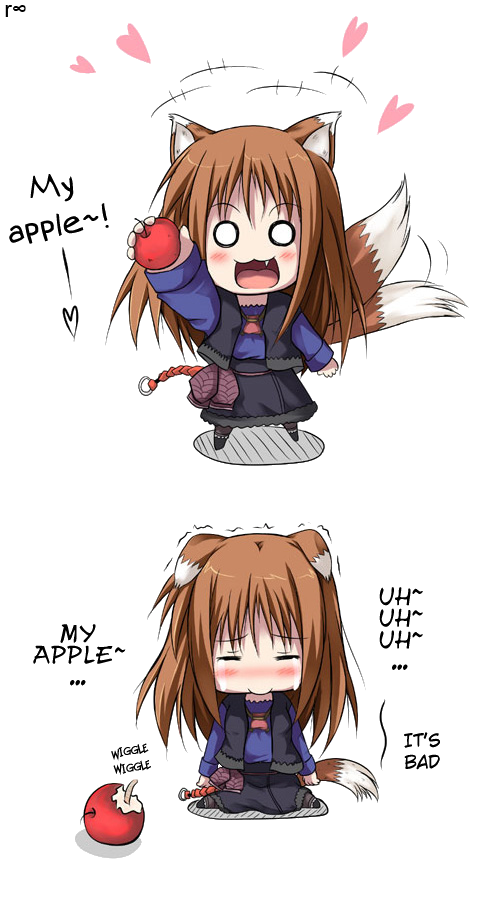 r∞
My
apple~!
MY
APPLE~
...
UH~
UH~
UH~
...
WIGGLE
WIGGLE
IT'S
BAD